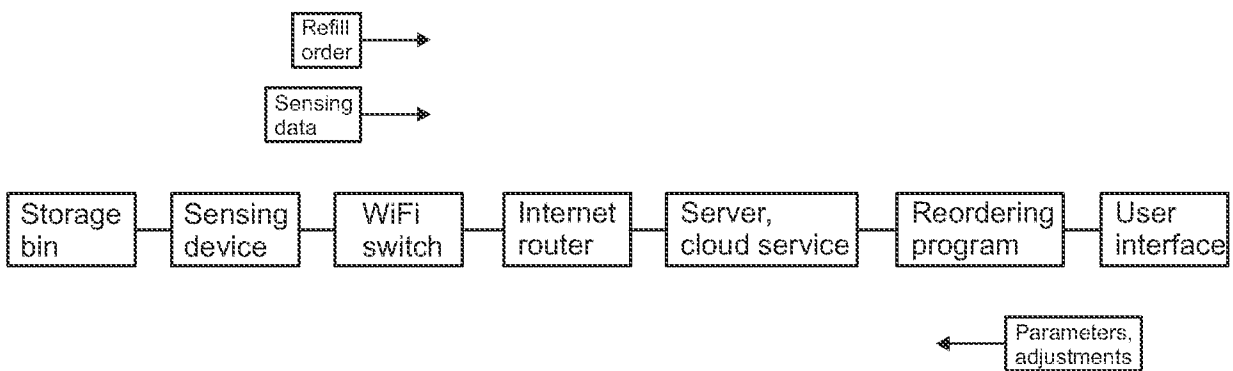 Refill
order
Sensing
data
Storage
bin
Sensing
device
WiFi
switch
Internet
router
Server,
cloud service
Reordering
program
User
interface
Parameters,
adjustments